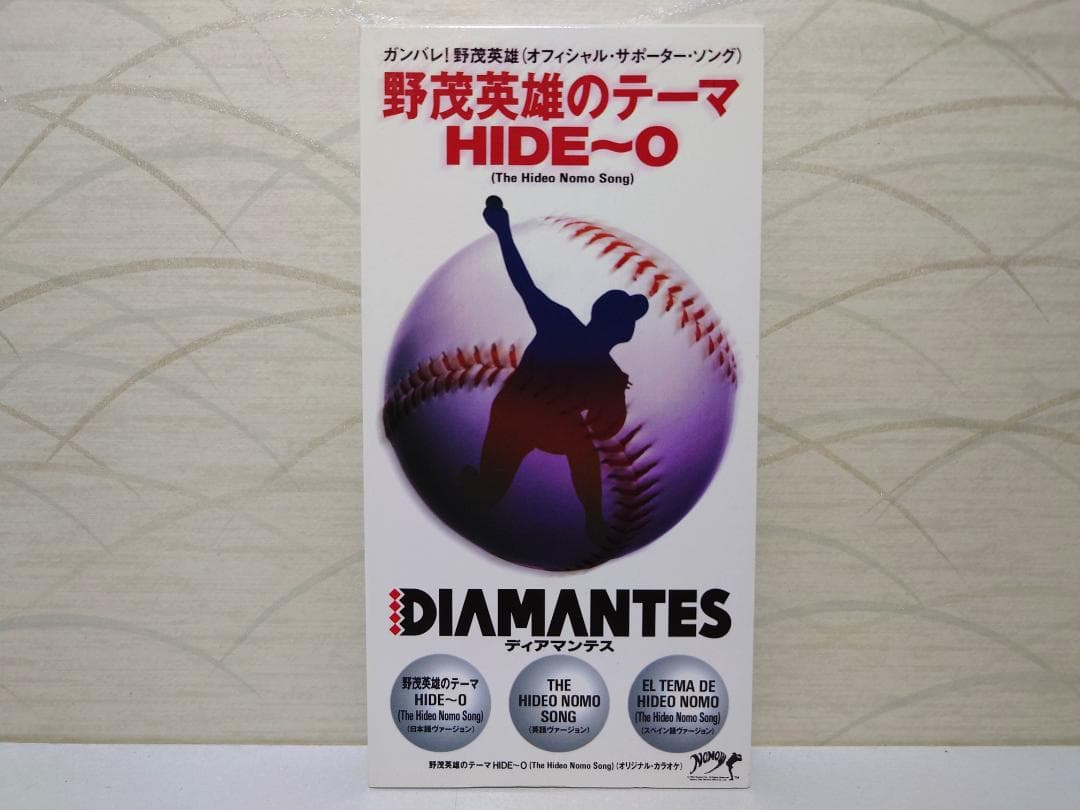 ガンバレ!野茂英雄(オフィシャル・サポーター・ソング)
野茂英雄のテーマ
HIDE〜O
(The Hideo Nomo Song)
DIAMANTES
ディアマンテス
野茂英雄のテーマ
HIDE〜O
(The Hideo Nomo Song)
(日本語ヴァージョン)
THE
HIDEO NOMO
SONG
(英語ヴァージョン)
EL TEMA DE
HIDEO NOMO
(The Hideo Nomo Song)
(スペイン語ヴァージョン)
野茂英雄のテーマ HIDE〜O (The Hideo Nomo Song) (オリジナル・カラオケ)
NOMO
TM